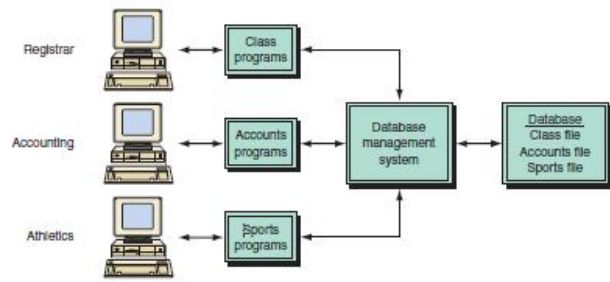 Registrar
Class
programs
Accounting
Accounts
programs
Database
management
system
Database
Class file
Accounts file
Sports file
Athletics
Sports
programs